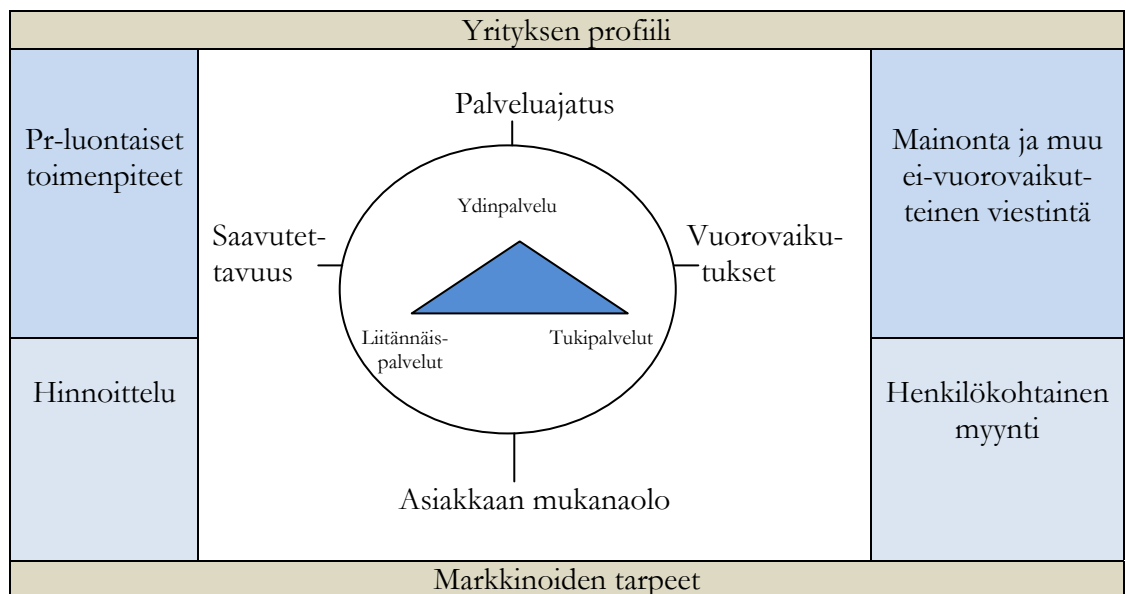 Yrityksen profiili
Pr-luontaiset
toimenpiteet
Palveluajatus
Mainonta ja muu
ei-vuorovaikut-
teinen viestintä
Ydinpalvelu
Saavutet-
tavuus
Vuorovaiku-
tukset
Liitännäis-
palvelut
Tukipalvelut
Hinnoittelu
Henkilökohtainen
myynti
Asiakkaan mukanaolo
Markkinoiden tarpeet